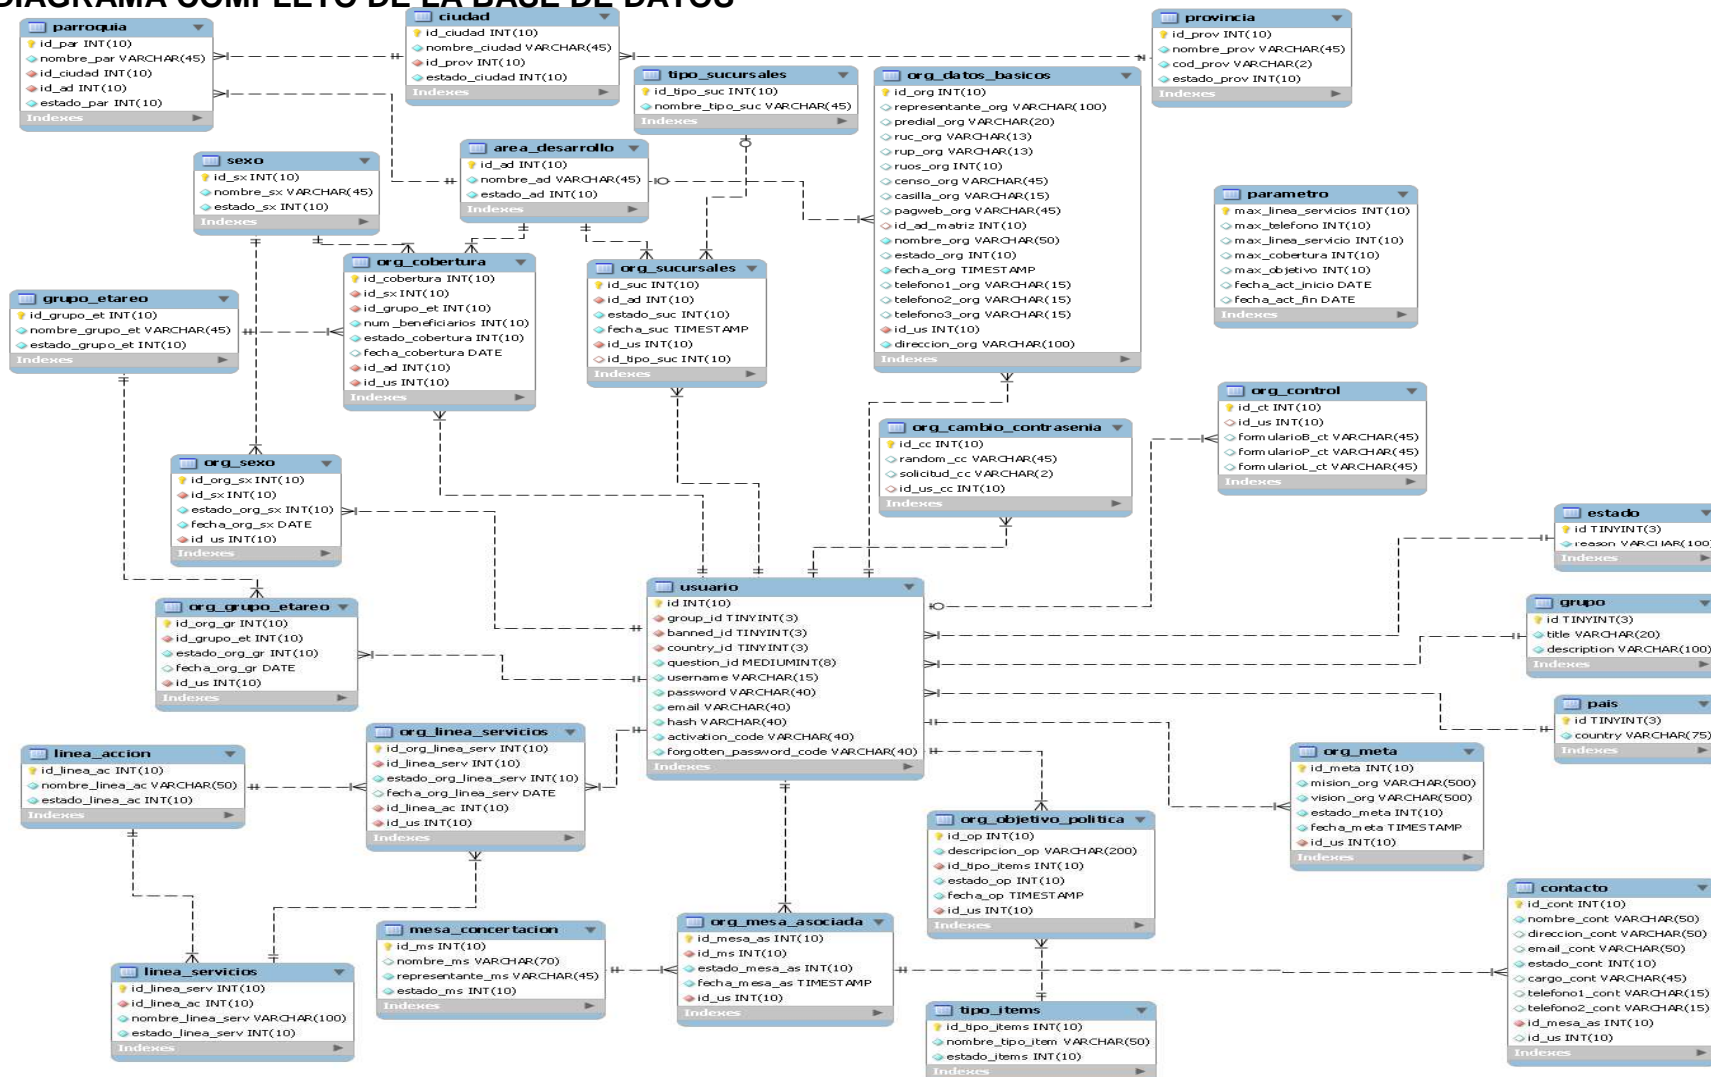 DIAGRAMA COMPLETO DE LA BASE DE DATOS
parroquia
id_par INT(10)
nombre_par VARCHAR(45)
id_ciudad INT(10)
id_ad INT(10)
estado_par INT(10)
Indexes
ciudad
id_ciudad INT(10)
nombre_ciudad VARCHAR(45)
id_prov INT(10)
estado_ciudad INT(10)
Indexes
provincia
id_prov INT(10)
nombre_prov VARCHAR(45)
cod_prov VARCHAR(2)
estado_prov INT(10)
Indexes
tipo_sucursales
id_tipo_suc INT(10)
nombre_tipo_suc VARCHAR(45)
Indexes
org_datos_basicos
id_org INT(10)
representante_org VARCHAR(100)
predial_org VARCHAR(20)
ruc_org VARCHAR(13)
rup_org VARCHAR(13)
ruos_org INT(10)
censo_org VARCHAR(45)
casilla_org VARCHAR(15)
pagweb_org VARCHAR(45)
id_ad_matriz INT(10)
nombre_org VARCHAR(50)
estado_org INT(10)
fecha_org TIMESTAMP
telefono1_org VARCHAR(15)
telefono2_org VARCHAR(15)
telefono3_org VARCHAR(15)
id_us INT(10)
direccion_org VARCHAR(100)
Indexes
sexo
id_sx INT(10)
nombre_sx VARCHAR(45)
estado_sx INT(10)
Indexes
area_desarrollo
id_ad INT(10)
nombre_ad VARCHAR(45)
estado_ad INT(10)
Indexes
parametro
max_linea_servicios INT(10)
max_telefono INT(10)
max_linea_servicio INT(10)
max_cobertura INT(10)
max_objetivo INT(10)
fecha_act_inicio DATE
fecha_act_fin DATE
Indexes
grupo_etareo
id_grupo_et INT(10)
nombre_grupo_et VARCHAR(45)
estado_grupo_et INT(10)
Indexes
org_cobertura
id_cobertura INT(10)
id_sx INT(10)
id_grupo_et INT(10)
num_beneficiarios INT(10)
estado_cobertura INT(10)
fecha_cobertura DATE
id_ad INT(10)
id_us INT(10)
Indexes
org_sucursales
id_suc INT(10)
id_ad INT(10)
estado_suc INT(10)
fecha_suc TIMESTAMP
id_us INT(10)
id_tipo_suc INT(10)
Indexes
org_control
id_ct INT(10)
id_us INT(10)
formularioB_ct VARCHAR(45)
formularioP_ct VARCHAR(45)
formularioL_ct VARCHAR(45)
Indexes
org_cambio_contrasenia
id_cc INT(10)
random_cc VARCHAR(45)
solicitud_cc VARCHAR(2)
id_us_cc INT(10)
Indexes
org_sexo
id_org_sx INT(10)
id_sx INT(10)
estado_org_sx INT(10)
fecha_org_sx DATE
id_us INT(10)
Indexes
estado
id TINYINT(3)
reason VARCHAR(100)
Indexes
org_grupo_etareo
id_org_gr INT(10)
id_grupo_et INT(10)
estado_org_gr INT(10)
fecha_org_gr DATE
id_us INT(10)
Indexes
usuario
id INT(10)
group_id TINYINT(3)
banned_id TINYINT(3)
country_id TINYINT(3)
question_id MEDIUMINT(8)
username VARCHAR(15)
password VARCHAR(40)
email VARCHAR(40)
hash VARCHAR(40)
activation_code VARCHAR(40)
forgotten_password_code VARCHAR(40)
Indexes
grupo
id TINYINT(3)
title VARCHAR(20)
description VARCHAR(100)
Indexes
pais
id TINYINT(3)
country VARCHAR(75)
Indexes
linea_accion
id_linea_ac INT(10)
nombre_linea_ac VARCHAR(50)
estado_linea_ac INT(10)
Indexes
org_linea_servicios
id_org_linea_serv INT(10)
id_linea_serv INT(10)
estado_org_linea_serv INT(10)
fecha_org_linea_serv DATE
id_linea_ac INT(10)
id_us INT(10)
Indexes
org_meta
id_meta INT(10)
mision_org VARCHAR(500)
vision_org VARCHAR(500)
estado_meta INT(10)
fecha_meta TIMESTAMP
id_us INT(10)
Indexes
org_objetivo_politica
id_op INT(10)
descripcion_op VARCHAR(200)
id_tipo_items INT(10)
estado_op INT(10)
fecha_op TIMESTAMP
id_us INT(10)
Indexes
contacto
id_cont INT(10)
nombre_cont VARCHAR(50)
direccion_cont VARCHAR(50)
email_cont VARCHAR(50)
estado_cont INT(10)
cargo_cont VARCHAR(45)
telefono1_cont VARCHAR(15)
telefono2_cont VARCHAR(15)
id_mesa_as INT(10)
id_us INT(10)
Indexes
mesa_concertacion
id_ms INT(10)
nombre_ms VARCHAR(70)
representante_ms VARCHAR(45)
estado_ms INT(10)
Indexes
org_mesa_asociada
id_mesa_as INT(10)
id_ms INT(10)
estado_mesa_as INT(10)
fecha_mesa_as TIMESTAMP
id_us INT(10)
Indexes
linea_servicios
id_linea_serv INT(10)
id_linea_ac INT(10)
nombre_linea_serv VARCHAR(100)
estado_linea_serv INT(10)
Indexes
tipo_items
id_tipo_items INT(10)
nombre_tipo_item VARCHAR(50)
estado_items INT(10)
Indexes